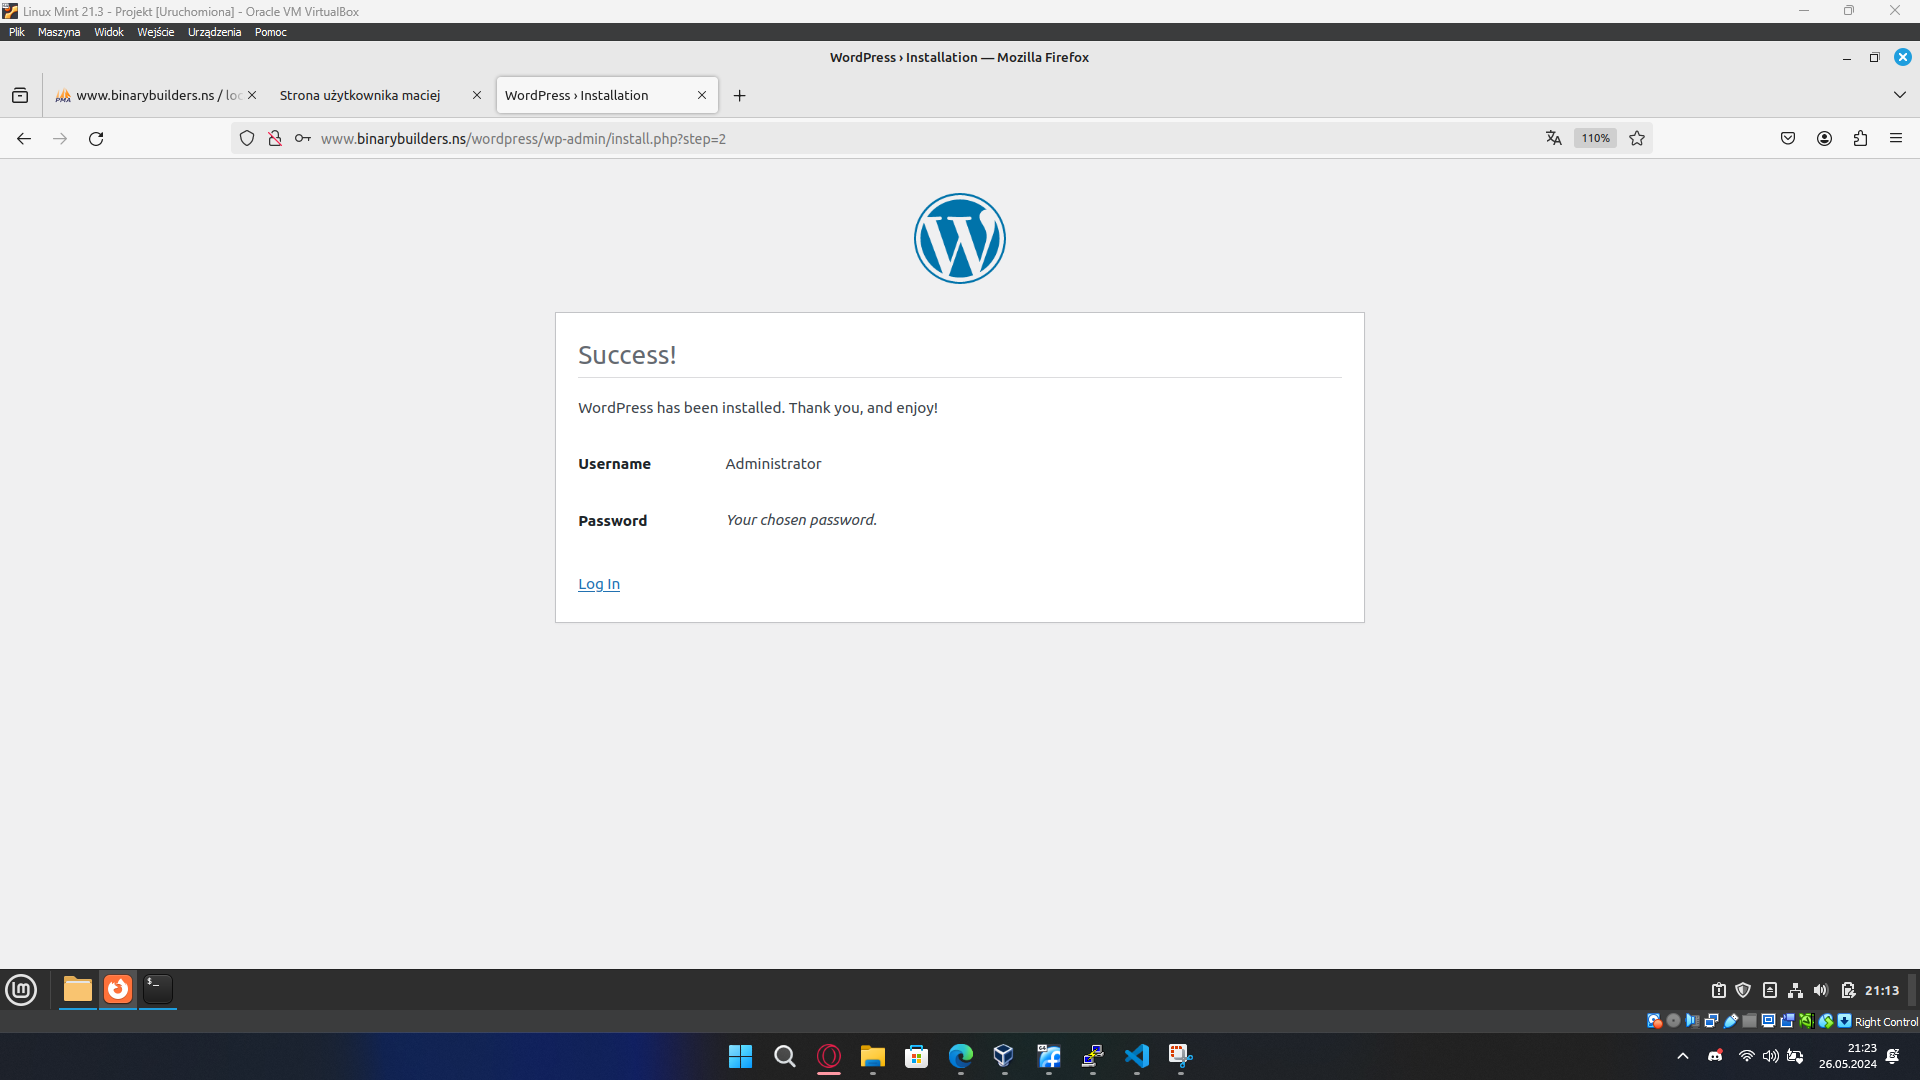 Linux Mint 21.3 - Projekt [Uruchomiona] - Oracle VM VirtualBox
Plik Maszyna Widok Wejście Urządzenia Pomoc
WordPress › Installation — Mozilla Firefox
PMA www.binarybuilders.ns / loc Strona użytkownika maciej WordPress › Installation
www.binarybuilders.ns/wordpress/wp-admin/install.php?step=2 110%
Success!
WordPress has been installed. Thank you, and enjoy!
Username Administrator
Password Your chosen password.
Log In
21:13
Right Control
21:23
26.05.2024